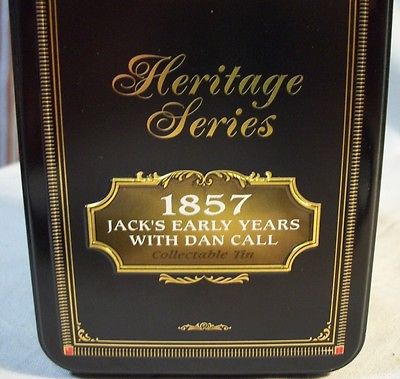 Heritage
Series
1857
JACK'S EARLY YEARS
WITH DAN CALL
Collectable Tin